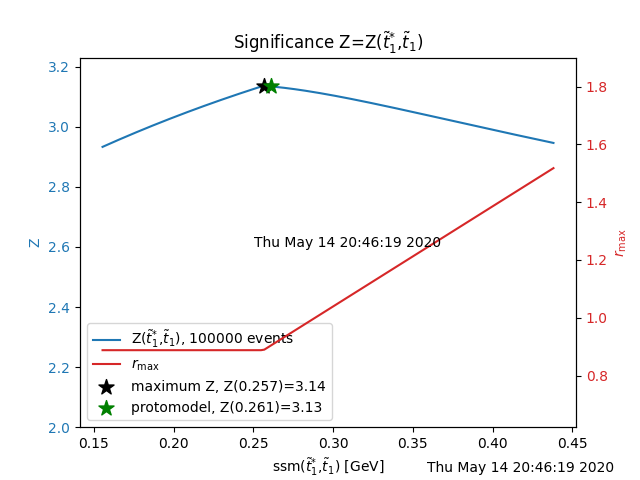 Significance Z=Z(t̃₁*,t̃₁)
3.2
3.0
2.8
2.6
2.4
2.2
2.0
Z
1.8
1.6
1.4
1.2
1.0
0.8
r_max
Thu May 14 20:46:19 2020
Z(t̃₁*,t̃₁), 100000 events
r_max
maximum Z, Z(0.257)=3.14
protomodel, Z(0.261)=3.13
0.15 0.20 0.25 0.30 0.35 0.40 0.45
ssm(t̃₁*,t̃₁) [GeV]
Thu May 14 20:46:19 2020